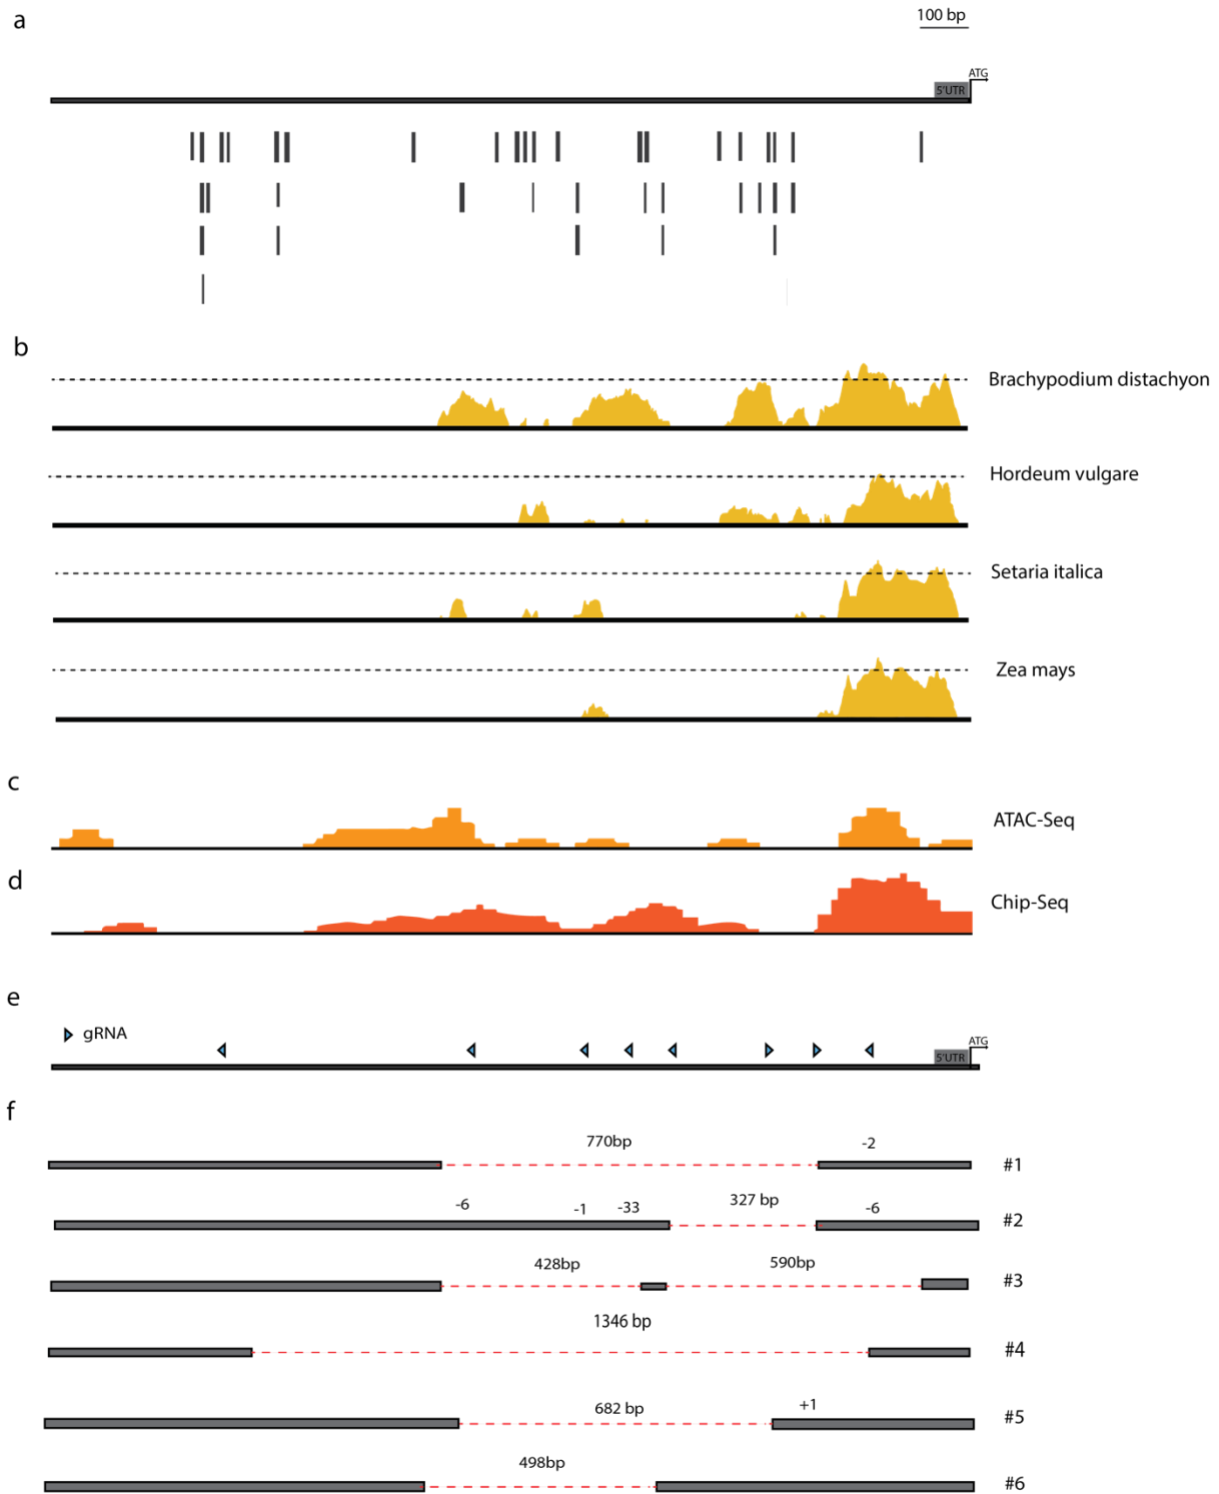 a
100 bp
ATG
5'UTR
b
Brachypodium distachyon
Hordeum vulgare
Setaria italica
Zea mays
c
ATAC-Seq
d
Chip-Seq
e
gRNA
ATG
5'UTR
f
770bp
-2
#1
-6
-1
-33
327 bp
-6
#2
428bp
590bp
#3
1346 bp
#4
682 bp
+1
#5
498bp
#6